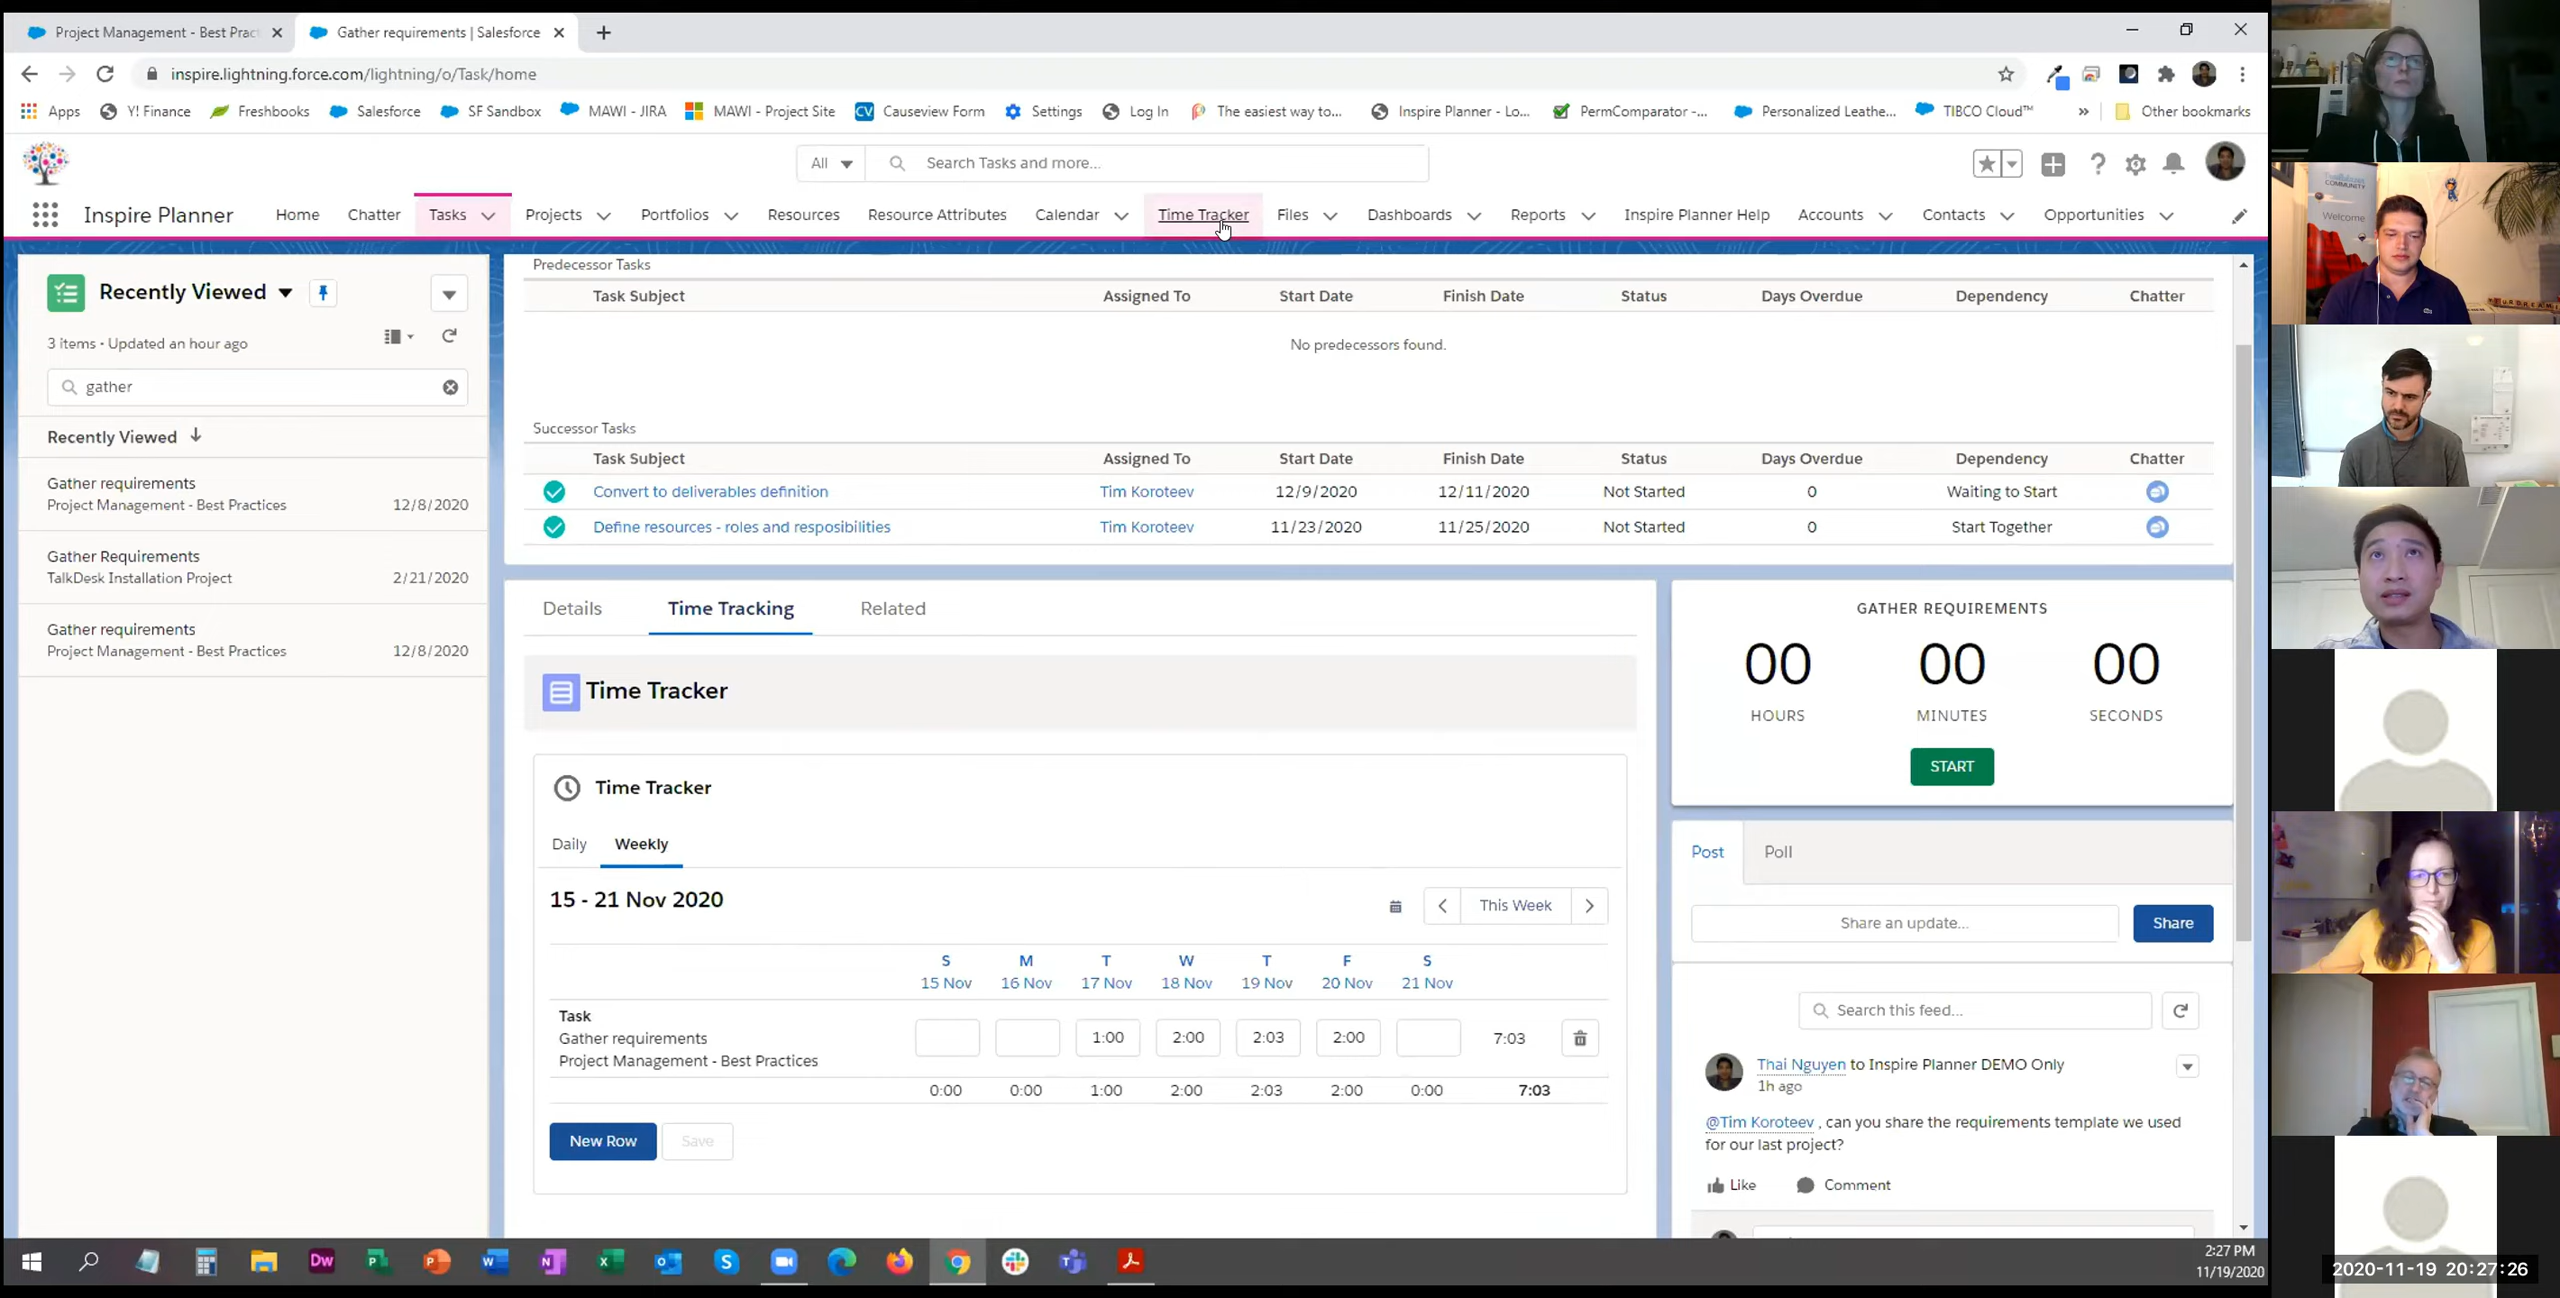 Project Management - Best Pract
Gather requirements | Salesforce
inspire.lightning.force.com/lightning/o/Task/home
Apps Y! Finance Freshbooks Salesforce SF Sandbox MAWI - JIRA MAWI - Project Site CV Causeview Form Settings Log In The easiest way to... Inspire Planner - Lo... PermComparator -... Personalized Leathe... TIBCO Cloud™ » Other bookmarks
All Search Tasks and more...
Inspire Planner Home Chatter Tasks Projects Portfolios Resources Resource Attributes Calendar Time Tracker Files Dashboards Reports Inspire Planner Help Accounts Contacts Opportunities
Recently Viewed
3 items • Updated an hour ago
gather
Recently Viewed
Gather requirements
Project Management - Best Practices 12/8/2020
Gather Requirements
TalkDesk Installation Project 2/21/2020
Gather requirements
Project Management - Best Practices 12/8/2020
Predecessor Tasks
Task Subject Assigned To Start Date Finish Date Status Days Overdue Dependency Chatter
No predecessors found.
Successor Tasks
Task Subject Assigned To Start Date Finish Date Status Days Overdue Dependency Chatter
Convert to deliverables definition Tim Koroteev 12/9/2020 12/11/2020 Not Started 0 Waiting to Start
Define resources - roles and resposibilities Tim Koroteev 11/23/2020 11/25/2020 Not Started 0 Start Together
Details Time Tracking Related
Time Tracker
Time Tracker
Daily Weekly
15 - 21 Nov 2020
This Week
S M T W T F S
15 Nov 16 Nov 17 Nov 18 Nov 19 Nov 20 Nov 21 Nov
Task
Gather requirements 1:00 2:00 2:03 2:00 7:03
Project Management - Best Practices
0:00 0:00 1:00 2:00 2:03 2:00 0:00 7:03
New Row Save
GATHER REQUIREMENTS
00 00 00
HOURS MINUTES SECONDS
START
Post Poll
Share an update... Share
Search this feed...
Thai Nguyen to Inspire Planner DEMO Only
1h ago
@Tim Koroteev , can you share the requirements template we used
for our last project?
Like Comment
COMMUNITY
Welcome
Dw
2:27 PM
11/19/2020
2020-11-19 20:27:26